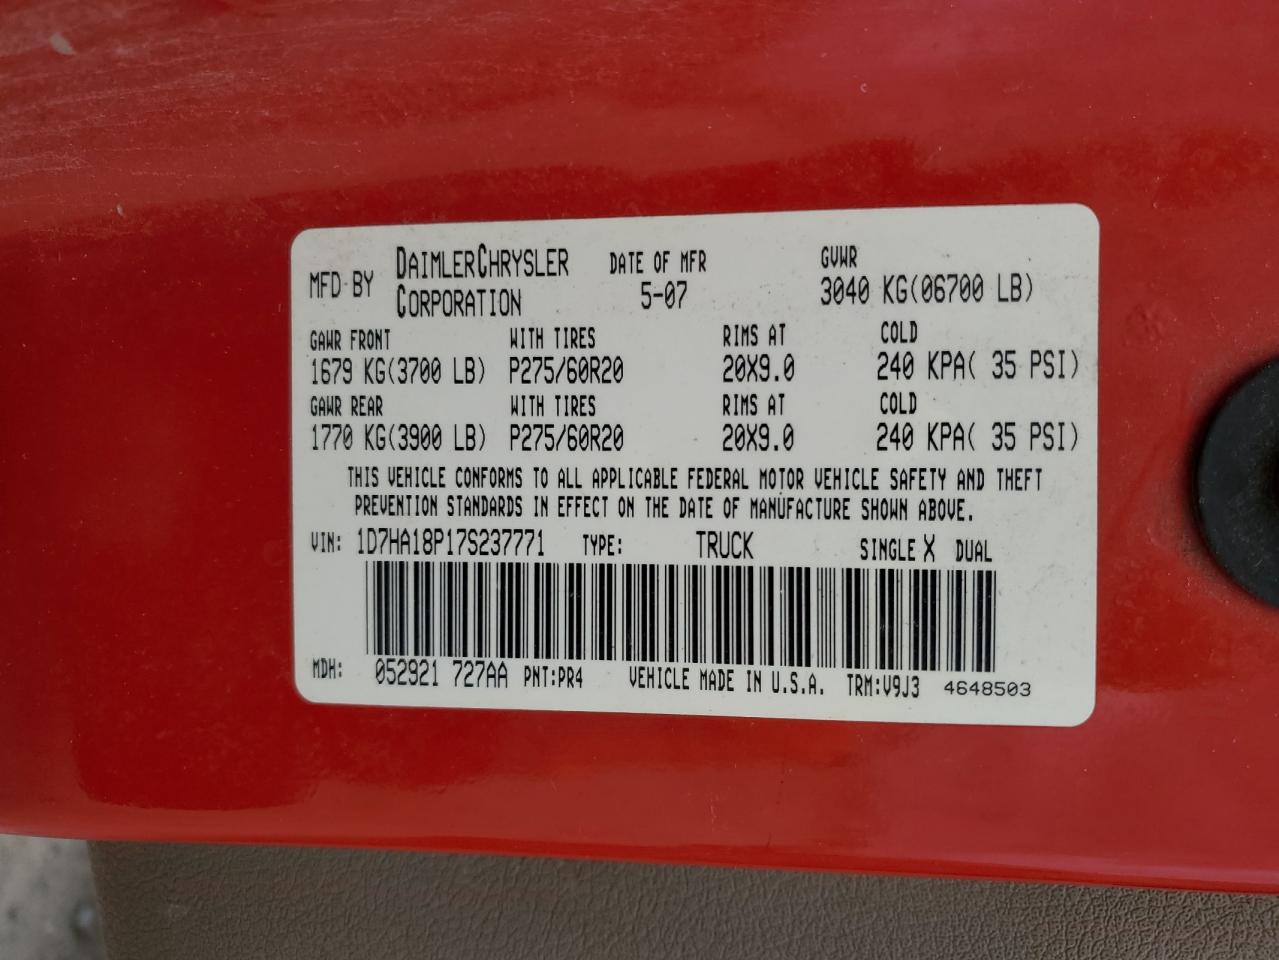 MFD BY DAIMLERCHRYSLER CORPORATION DATE OF MFR 5-07 GVWR 3040 KG(06700 LB)
GAWR FRONT WITH TIRES RIMS AT COLD
1679 KG(3700 LB) P275/60R20 20X9.0 240 KPA( 35 PSI)
GAWR REAR WITH TIRES RIMS AT COLD
1770 KG(3900 LB) P275/60R20 20X9.0 240 KPA( 35 PSI)
THIS VEHICLE CONFORMS TO ALL APPLICABLE FEDERAL MOTOR VEHICLE SAFETY AND THEFT
PREVENTION STANDARDS IN EFFECT ON THE DATE OF MANUFACTURE SHOWN ABOVE.
VIN: 1D7HA18P17S237771 TYPE: TRUCK SINGLE X DUAL
MDH: 052921 727AA PNT:PR4 VEHICLE MADE IN U.S.A. TRM:V9J3 4648503